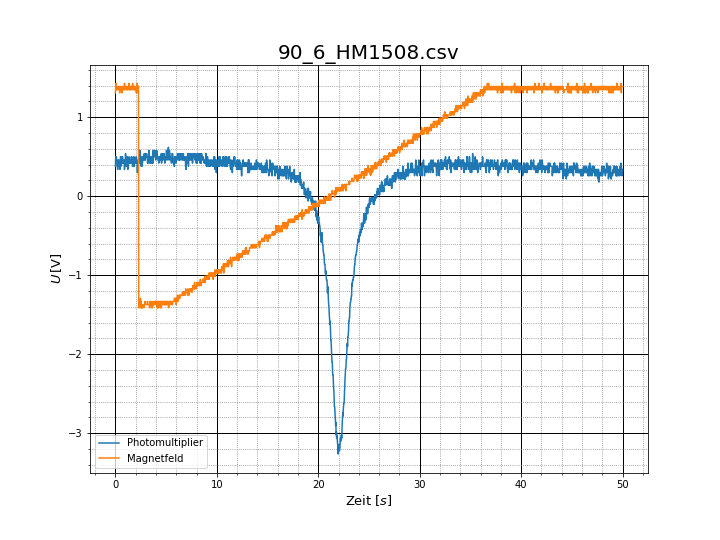 90_6_HM1508.csv
U[V]
1
0
−1
−2
−3
Photomultiplier
Magnetfeld
0 10 20 30 40 50
Zeit [s]